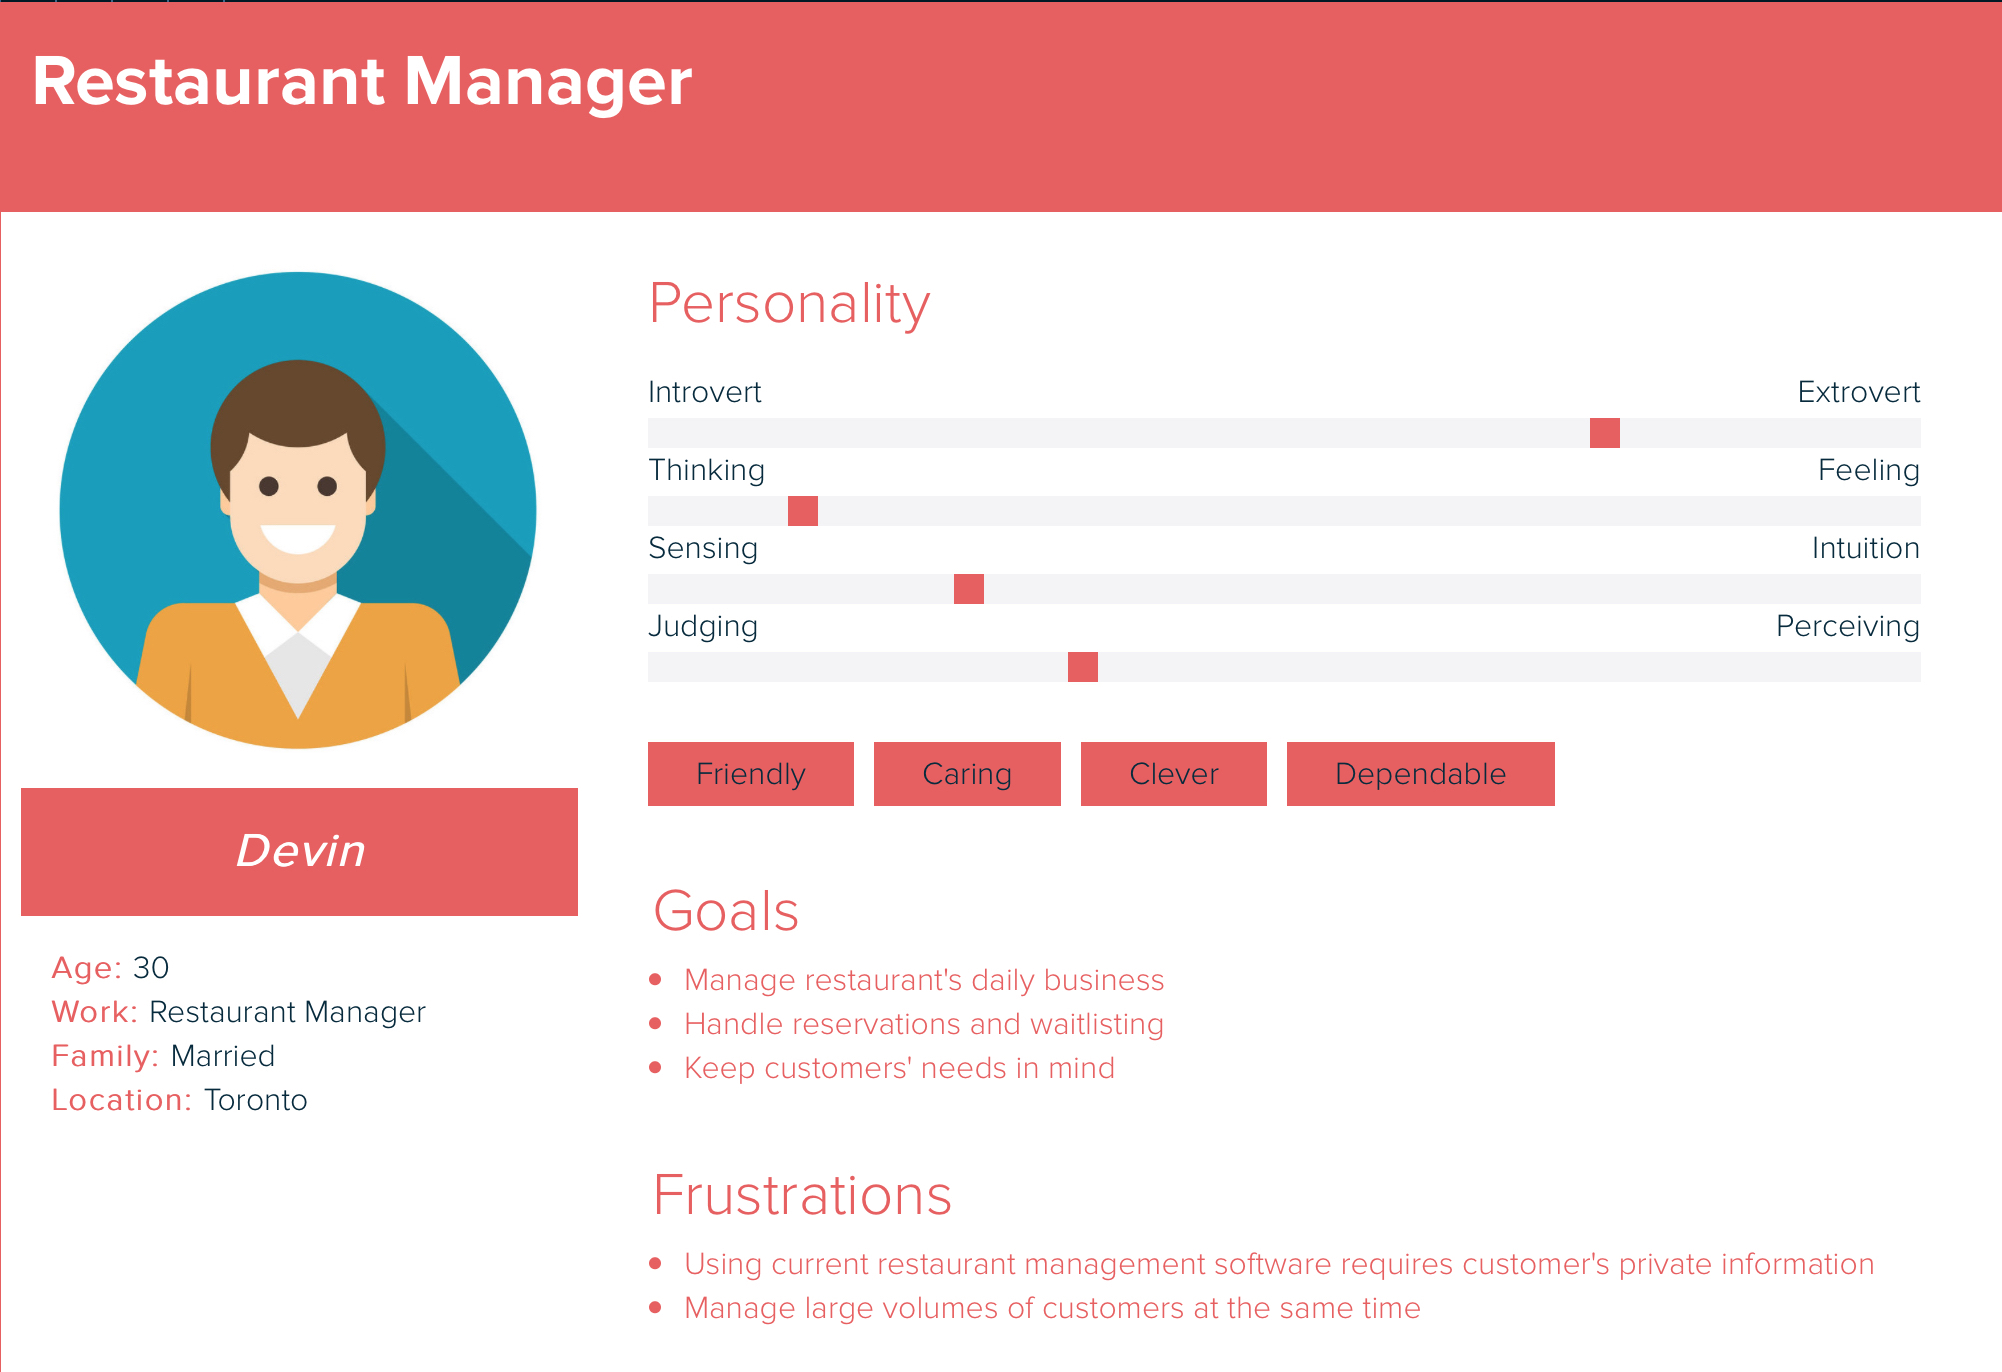 Restaurant Manager
Devin
Age: 30
Work: Restaurant Manager
Family: Married
Location: Toronto
Personality
Introvert Extrovert
Thinking Feeling
Sensing Intuition
Judging Perceiving
Friendly Caring Clever Dependable
Goals
Manage restaurant's daily business
Handle reservations and waitlisting
Keep customers' needs in mind
Frustrations
Using current restaurant management software requires customer's private information
Manage large volumes of customers at the same time